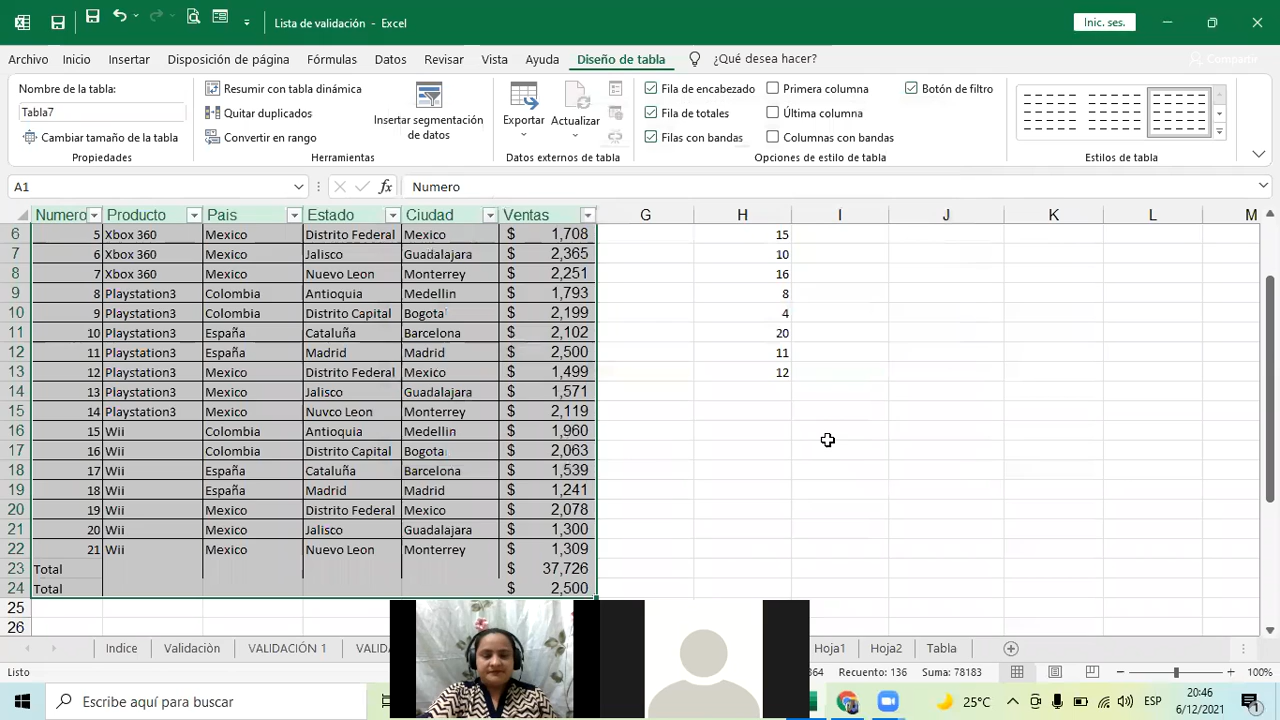 Lista de validación - Excel
Inic. ses.
Archivo Inicio Insertar Disposición de página Fórmulas Datos Revisar Vista Ayuda Diseño de tabla ¿Qué desea hacer? Compartir
Nombre de la tabla:
Tabla7
Cambiar tamaño de la tabla
Propiedades
Resumir con tabla dinámica
Quitar duplicados
Convertir en rango
Insertar segmentación
de datos
Herramientas
Exportar Actualizar
Datos externos de tabla
Fila de encabezado Primera columna Botón de filtro
Fila de totales Última columna
Filas con bandas Columnas con bandas
Opciones de estilo de tabla
Estilos de tabla
A1 fx Numero
Numero Producto Pais Estado Ciudad Ventas G H I J K L M
6 5 Xbox 360 Mexico Distrito Federal Mexico $ 1,708 15
7 6 Xbox 360 Mexico Jalisco Guadalajara $ 2,365 10
8 7 Xbox 360 Mexico Nuevo Leon Monterrey $ 2,251 16
9 8 Playstation3 Colombia Antioquia Medellin $ 1,793 8
10 9 Playstation3 Colombia Distrito Capital Bogota $ 2,199 4
11 10 Playstation3 España Cataluña Barcelona $ 2,102 20
12 11 Playstation3 España Madrid Madrid $ 2,500 11
13 12 Playstation3 Mexico Distrito Federal Mexico $ 1,499 12
14 13 Playstation3 Mexico Jalisco Guadalajara $ 1,571
15 14 Playstation3 Mexico Nuvco Leon Monterrey $ 2,119
16 15 Wii Colombia Antioquia Medellin $ 1,960
17 16 Wii Colombia Distrito Capital Bogota $ 2,063
18 17 Wii España Cataluña Barcelona $ 1,539
19 18 Wii España Madrid Madrid $ 1,241
20 19 Wii Mexico Distrito Federal Mexico $ 2,078
21 20 Wii Mexico Jalisco Guadalajara $ 1,300
22 21 Wii Mexico Nuevo Leon Monterrey $ 1,309
23 Total $ 37,726
24 Total $ 2,500
25
26
Indice Validación VALIDACIÓN 1 Hoja1 Hoja2 Tabla
Listo Recuento: 136 Suma: 78183 100%
Escribe aquí para buscar
25°C ESP 20:46
6/12/2021